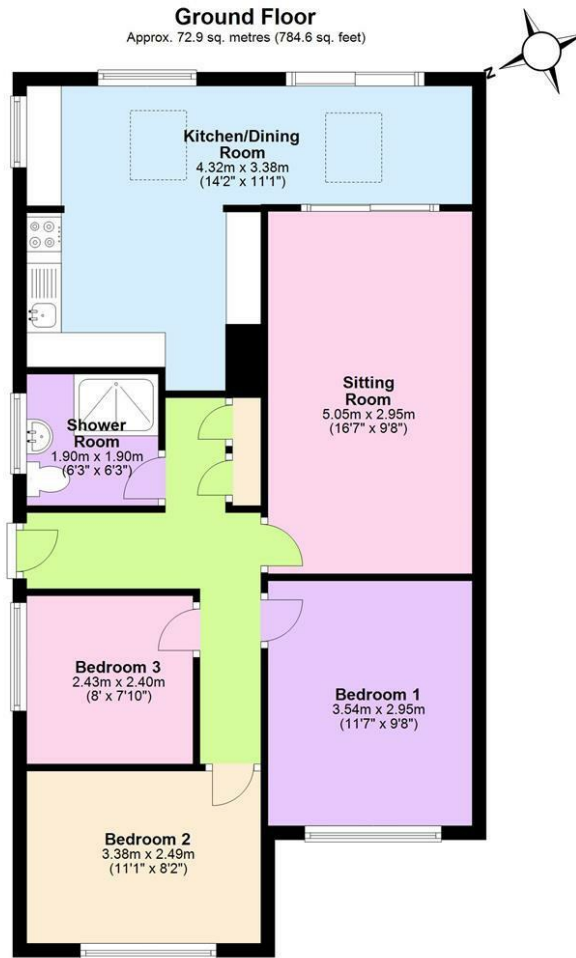 Ground Floor
Approx. 72.9 sq. metres (784.6 sq. feet)
N
Kitchen/Dining
Room
4.32m x 3.38m
(14'2" x 11'1")
Sitting
Room
5.05m x 2.95m
(16'7" x 9'8")
Shower
Room
1.90m x 1.90m
(6'3" x 6'3")
Bedroom 3
2.43m x 2.40m
(8' x 7'10")
Bedroom 1
3.54m x 2.95m
(11'7" x 9'8")
Bedroom 2
3.38m x 2.49m
(11'1" x 8'2")